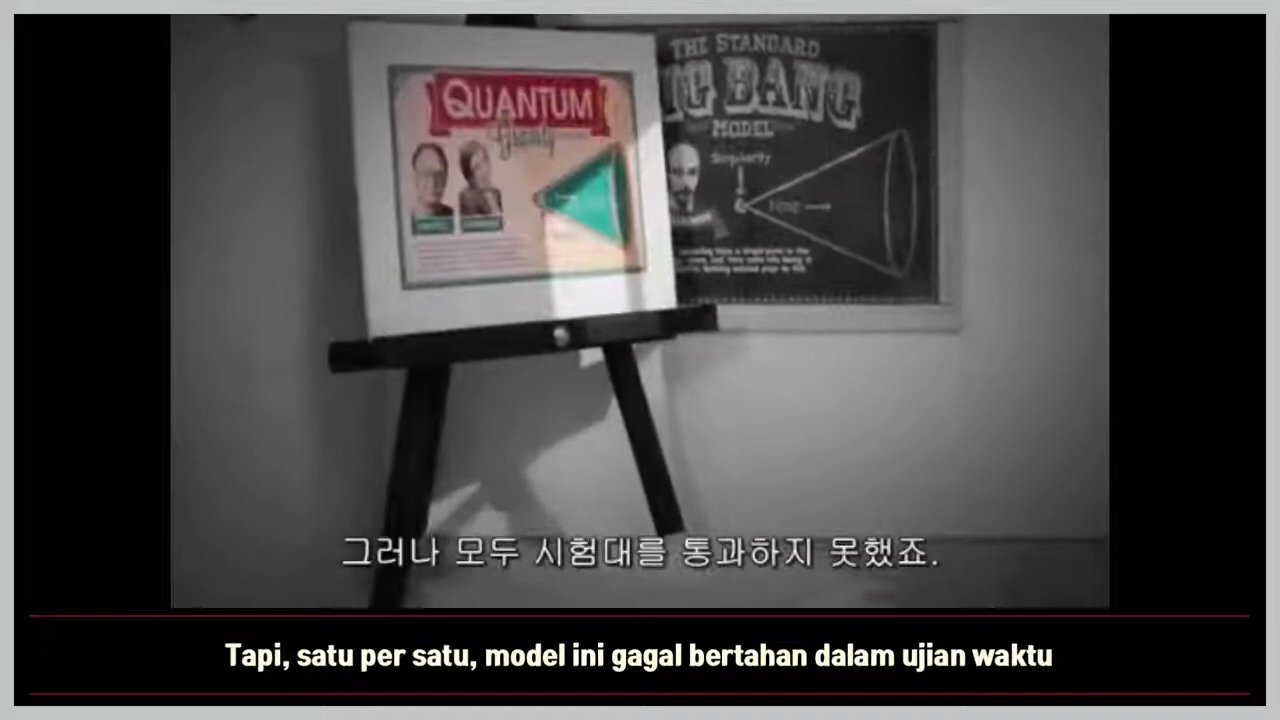 QUANTUM
Gravity
THE STANDARD
BIG BANG
MODEL
Singularity
TIME
그러나 모두 시험대를 통과하지 못했죠.
Tapi, satu per satu, model ini gagal bertahan dalam ujian waktu